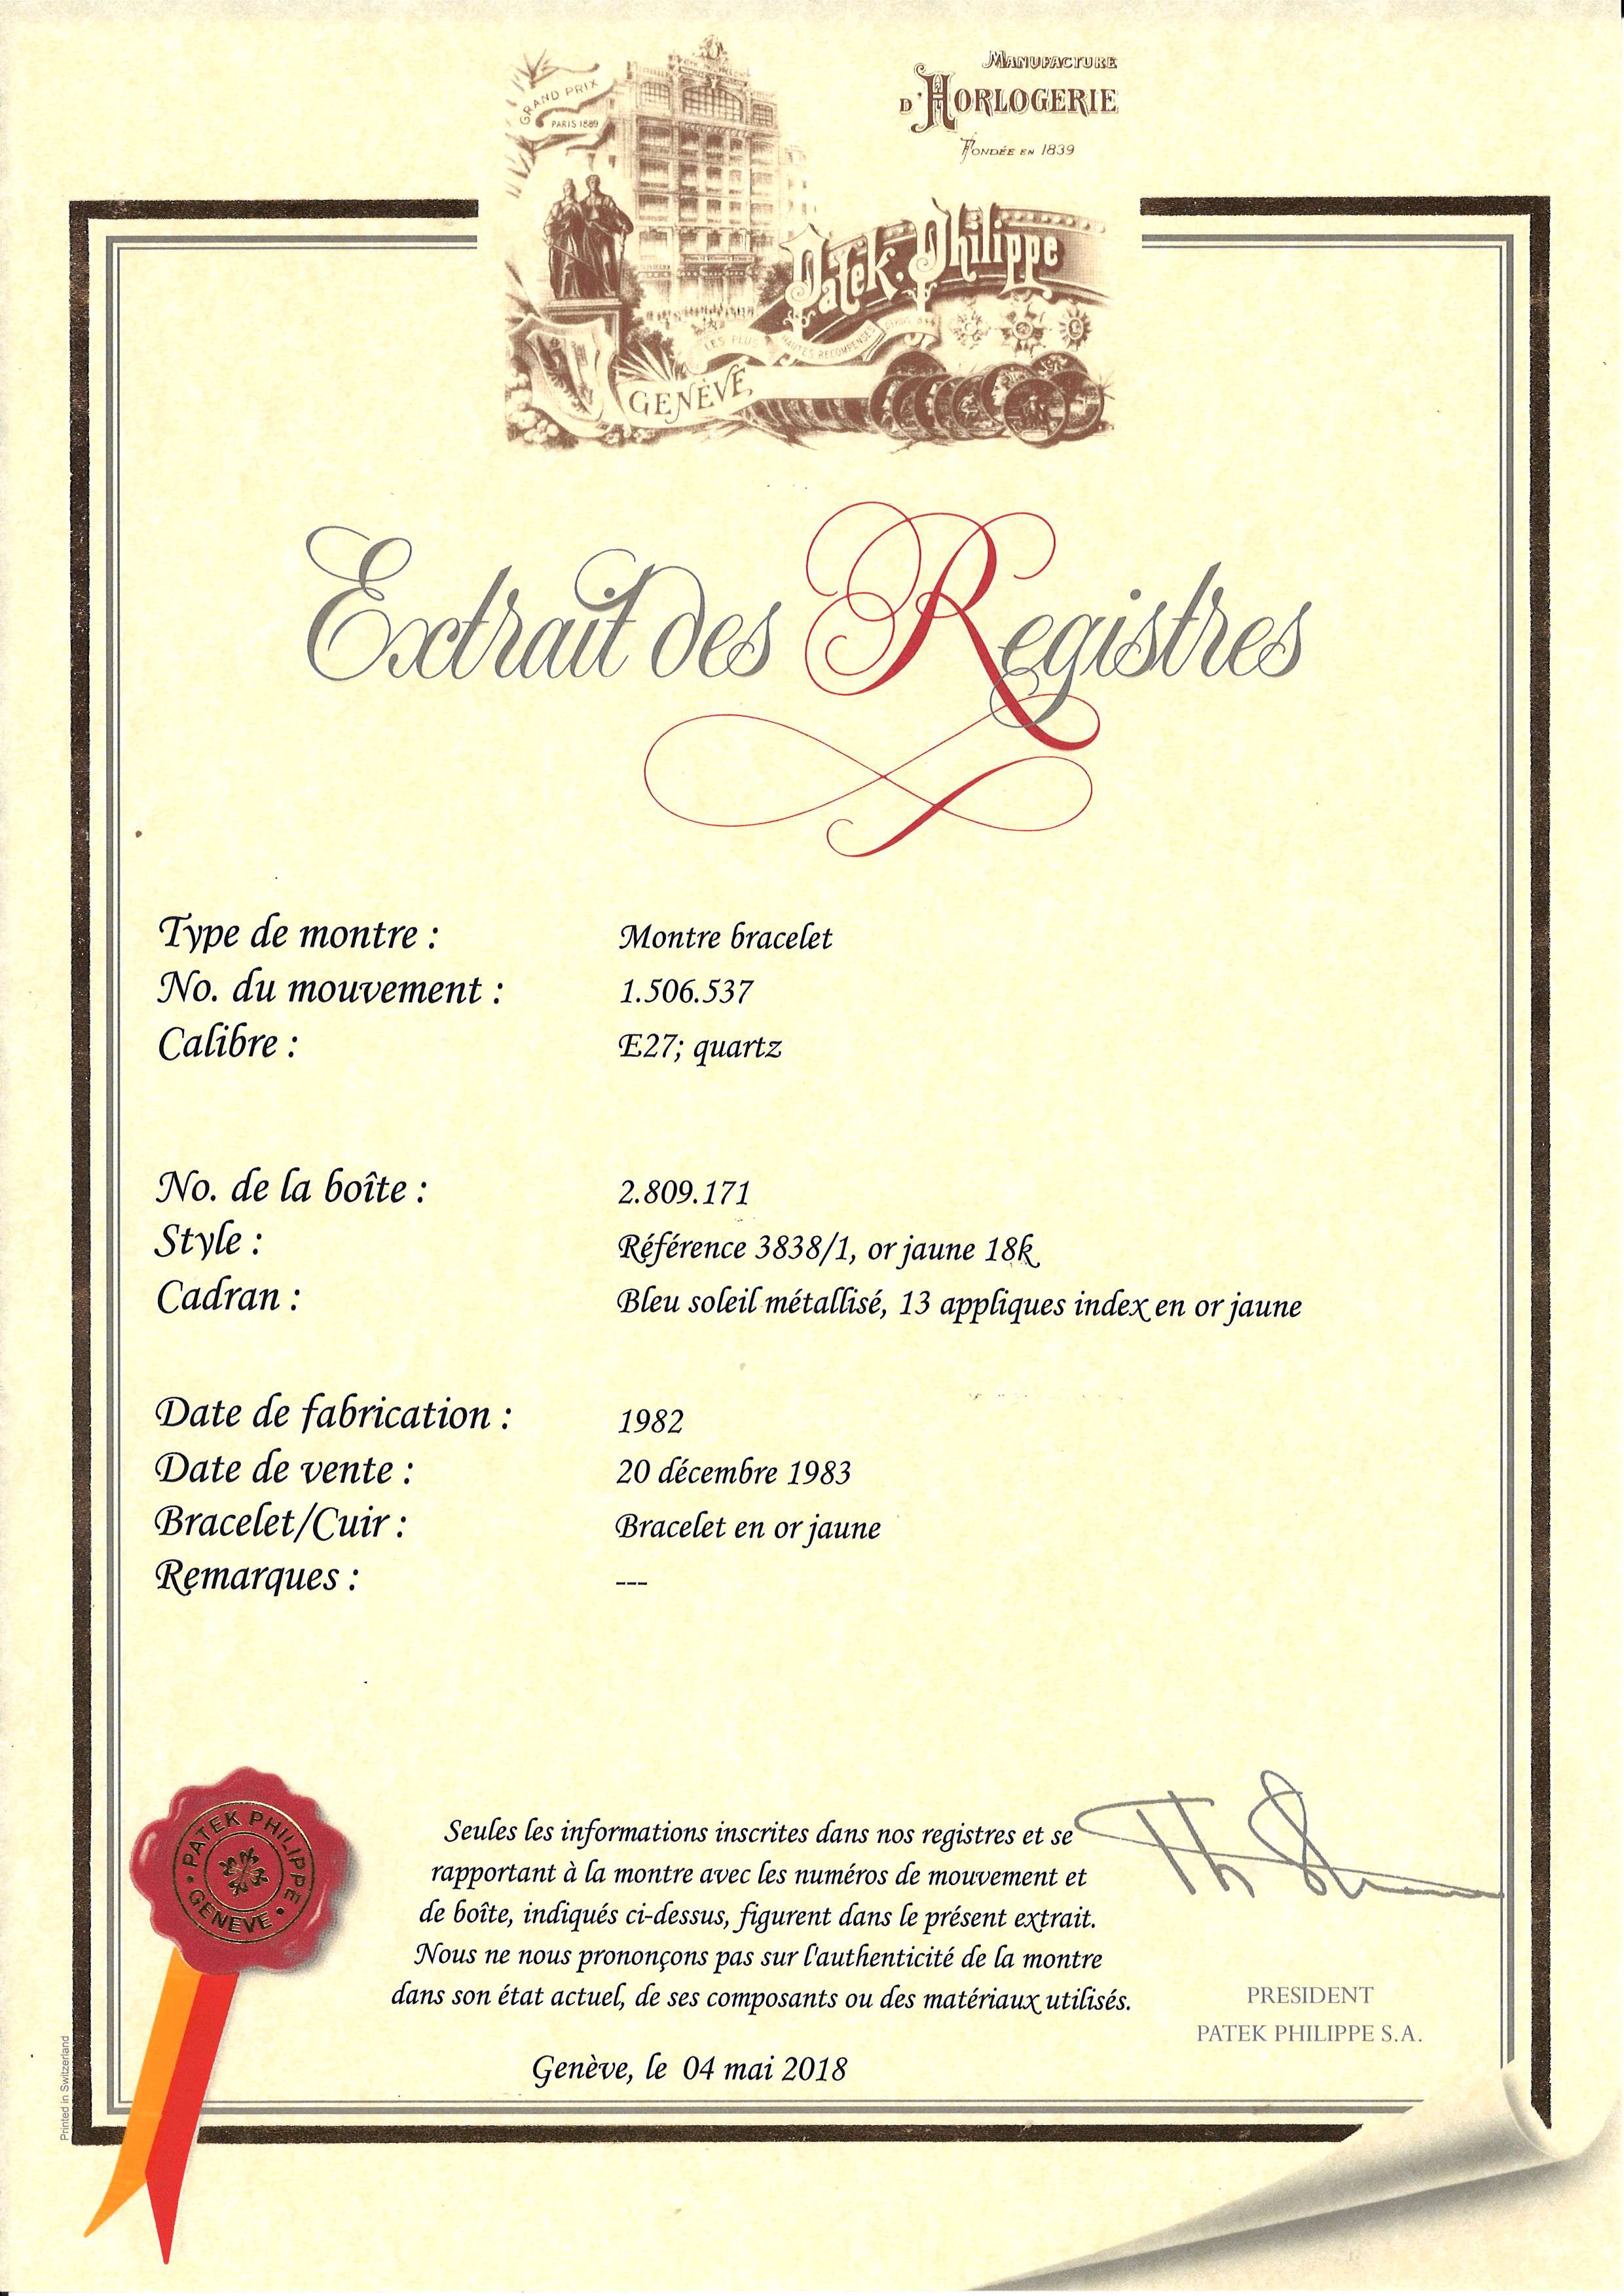 GRAND PRIX
PARIS 1889
MANUFACTURE
D'HORLOGERIE
FONDÉE EN 1839
Patek Philippe
LES PLUS HAUTES RECOMPENSES
GENÈVE
Extrait des Registres
Type de montre : Montre bracelet
No. du mouvement : 1.506.537
Calibre : E27; quartz
No. de la boîte : 2.809.171
Style : Référence 3838/1, or jaune 18k
Cadran : Bleu soleil métallisé, 13 appliques index en or jaune
Date de fabrication : 1982
Date de vente : 20 décembre 1983
Bracelet/Cuir : Bracelet en or jaune
Remarques : ---
PATEK PHILIPPE
GENEVE
Seules les informations inscrites dans nos registres et se
rapportant à la montre avec les numéros de mouvement et
de boîte, indiqués ci-dessus, figurent dans le présent extrait.
Nous ne nous prononçons pas sur l'authenticité de la montre
dans son état actuel, de ses composants ou des matériaux utilisés.
PRESIDENT
PATEK PHILIPPE S.A.
Genève, le 04 mai 2018
Printed in Switzerland